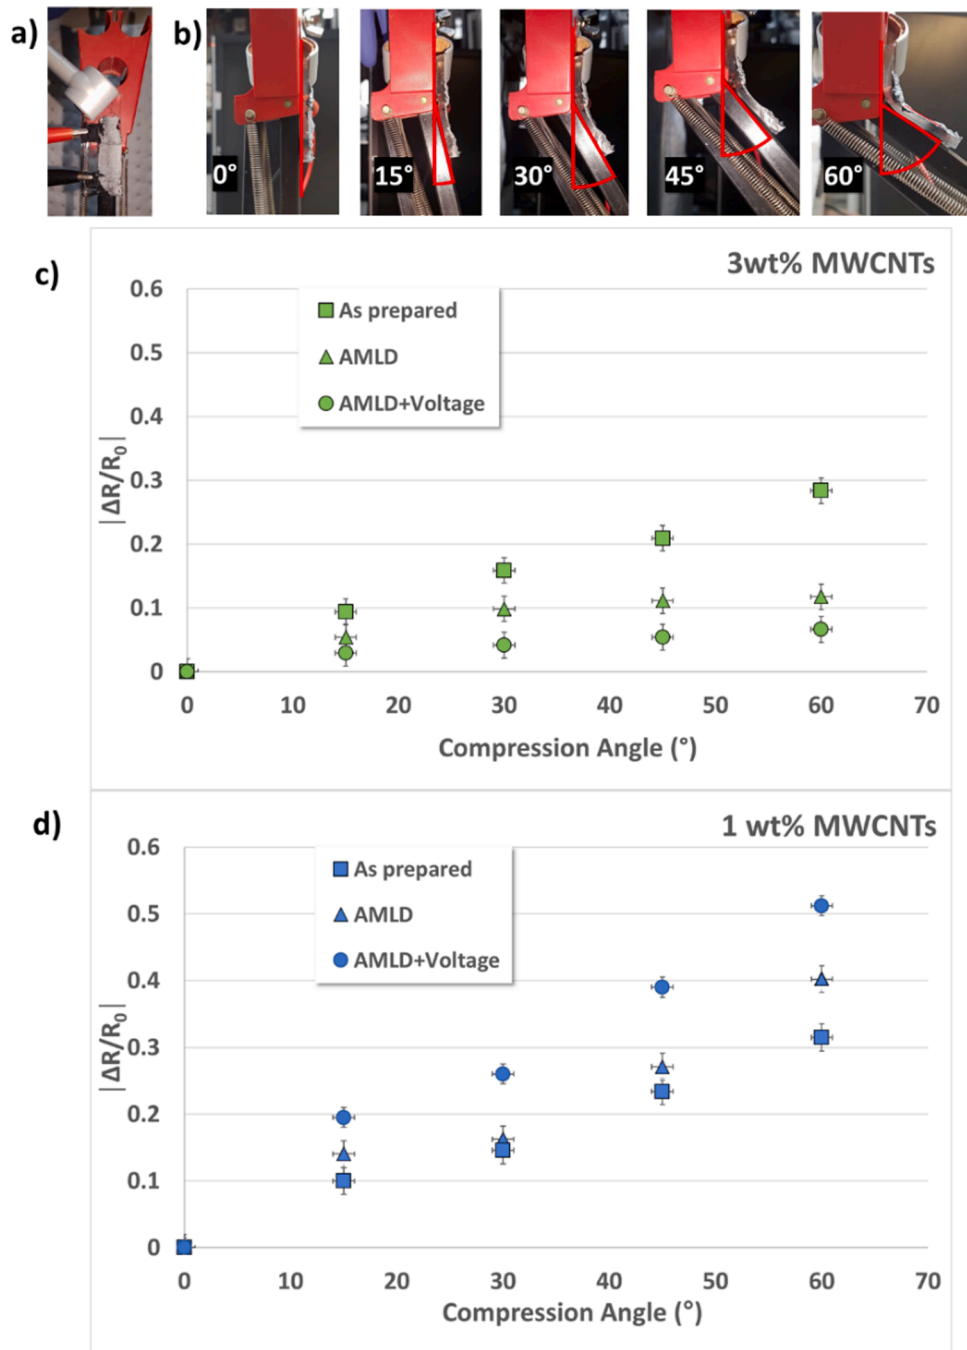 a)
b)
0°
15°
30°
45°
60°
c)
3wt% MWCNTs
0.6
0.5
0.4
0.3
0.2
0.1
0
As prepared
AMLD
AMLD+Voltage
|ΔR/R₀|
0 10 20 30 40 50 60 70
Compression Angle (°)
d)
1 wt% MWCNTs
0.6
0.5
0.4
0.3
0.2
0.1
0
As prepared
AMLD
AMLD+Voltage
|ΔR/R₀|
0 10 20 30 40 50 60 70
Compression Angle (°)